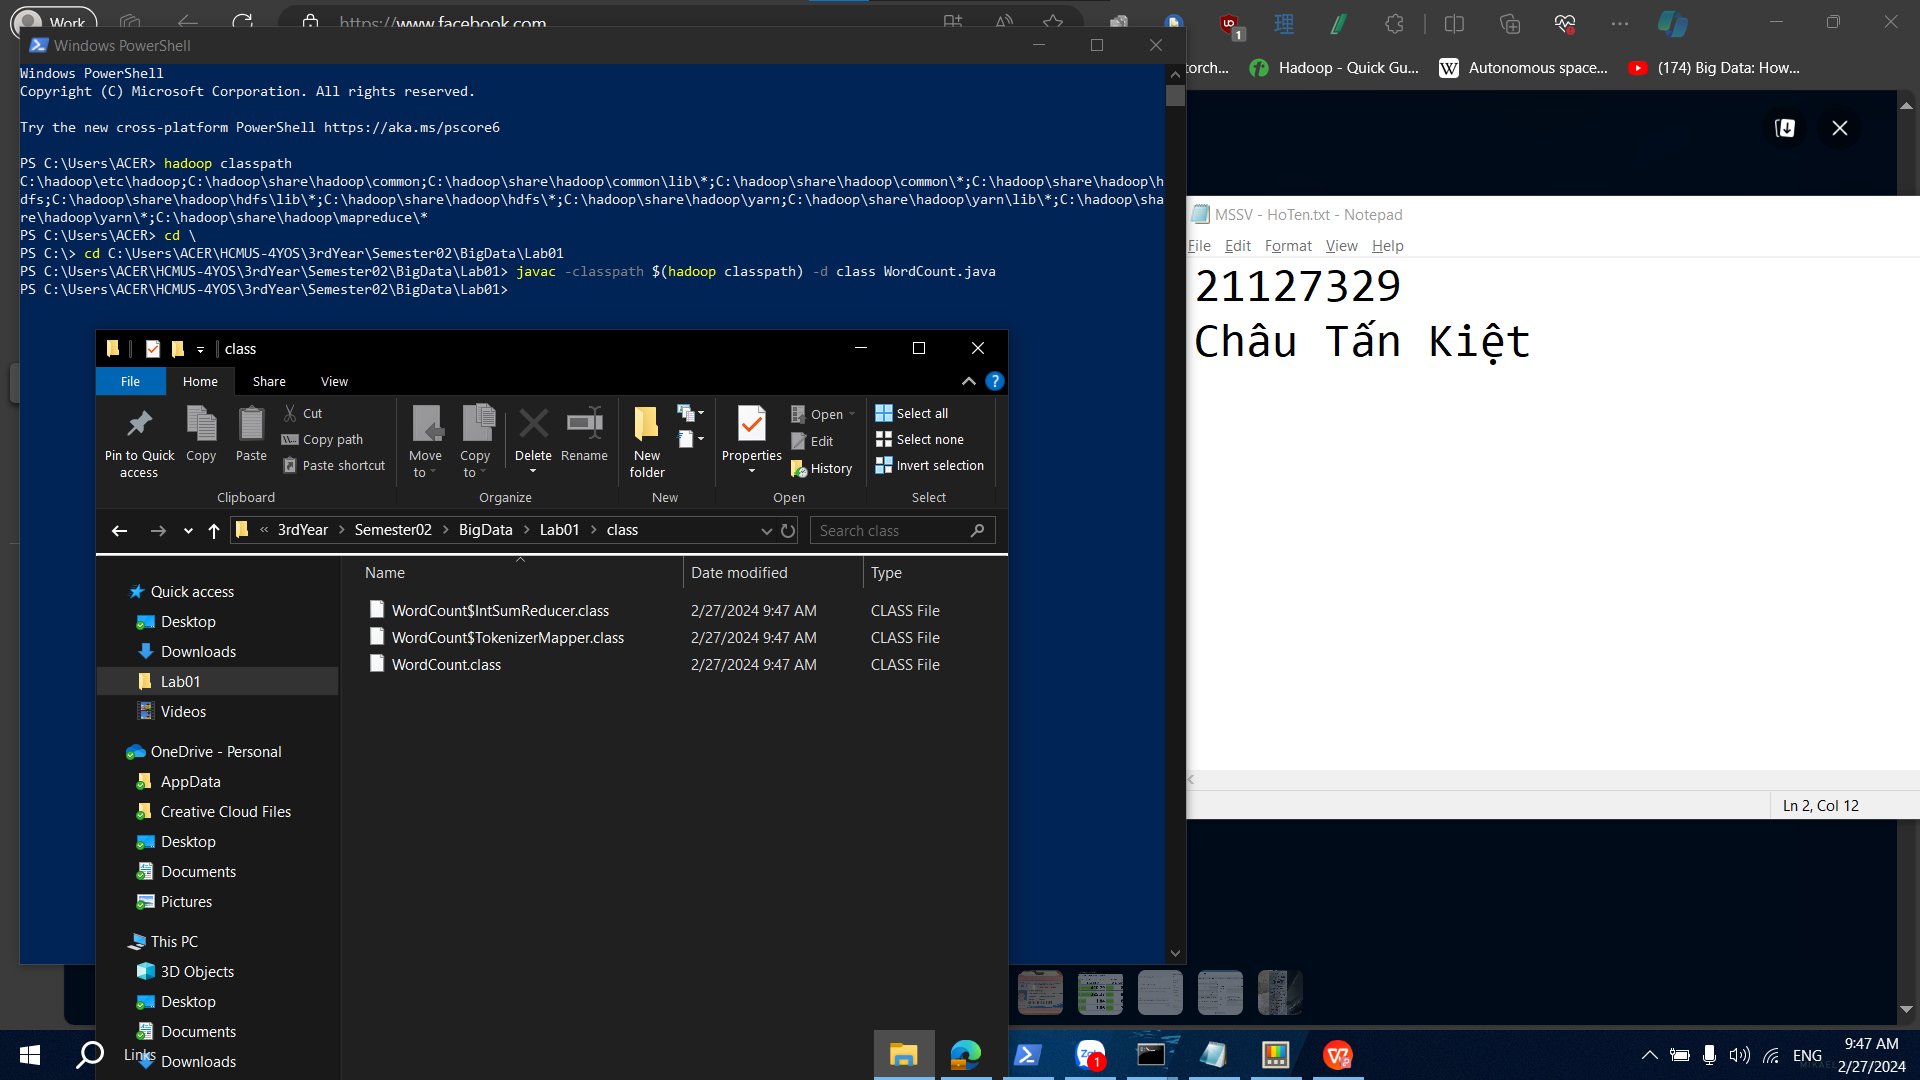 Work
https://www.facebook.com
1
torch...
Hadoop - Quick Gu...
Autonomous space...
(174) Big Data: How...
Windows PowerShell
Windows PowerShell
Copyright (C) Microsoft Corporation. All rights reserved.
Try the new cross-platform PowerShell https://aka.ms/pscore6
PS C:\Users\ACER> hadoop classpath
C:\hadoop\etc\hadoop;C:\hadoop\share\hadoop\common;C:\hadoop\share\hadoop\common\lib\*;C:\hadoop\share\hadoop\common\*;C:\hadoop\share\hadoop\h
dfs;C:\hadoop\share\hadoop\hdfs\lib\*;C:\hadoop\share\hadoop\hdfs\*;C:\hadoop\share\hadoop\yarn;C:\hadoop\share\hadoop\yarn\lib\*;C:\hadoop\sha
re\hadoop\yarn\*;C:\hadoop\share\hadoop\mapreduce\*
PS C:\Users\ACER> cd \
PS C:\> cd C:\Users\ACER\HCMUS-4YOS\3rdYear\Semester02\BigData\Lab01
PS C:\Users\ACER\HCMUS-4YOS\3rdYear\Semester02\BigData\Lab01> javac -classpath $(hadoop classpath) -d class WordCount.java
PS C:\Users\ACER\HCMUS-4YOS\3rdYear\Semester02\BigData\Lab01>
MSSV - HoTen.txt - Notepad
File Edit Format View Help
21127329
Châu Tấn Kiệt
Ln 2, Col 12
class
File Home Share View
Pin to Quick access
Copy
Paste
Cut
Copy path
Paste shortcut
Clipboard
Move to
Copy to
Delete
Rename
Organize
New folder
New
Properties
Open
Edit
History
Open
Select all
Select none
Invert selection
Select
« 3rdYear > Semester02 > BigData > Lab01 > class
Search class
Name Date modified Type
WordCount$IntSumReducer.class 2/27/2024 9:47 AM CLASS File
WordCount$TokenizerMapper.class 2/27/2024 9:47 AM CLASS File
WordCount.class 2/27/2024 9:47 AM CLASS File
Quick access
Desktop
Downloads
Lab01
Videos
OneDrive - Personal
AppData
Creative Cloud Files
Desktop
Documents
Pictures
This PC
3D Objects
Desktop
Documents
Downloads
Links
1
ENG
9:47 AM
2/27/2024